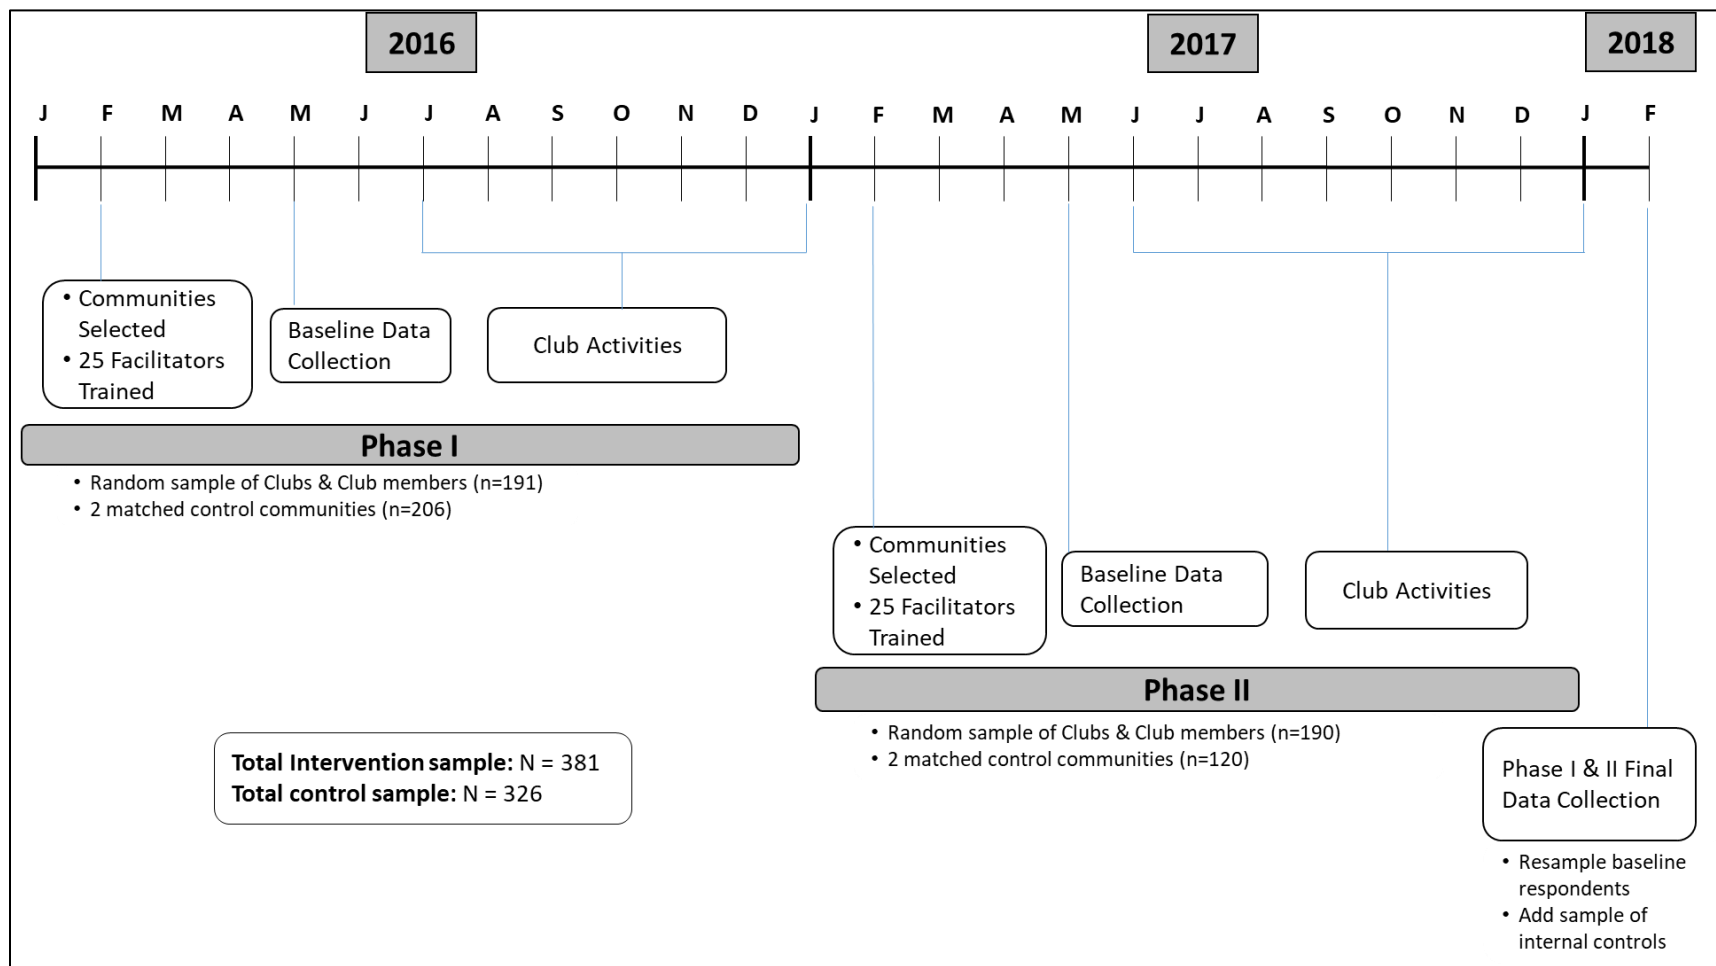 2016
2017
2018
J F M A M J J A S O N D J F M A M J J A S O N D J F
• Communities
Selected
• 25 Facilitators
Trained
Baseline Data
Collection
Club Activities
Phase I
• Random sample of Clubs & Club members (n=191)
• 2 matched control communities (n=206)
• Communities
Selected
• 25 Facilitators
Trained
Baseline Data
Collection
Club Activities
Phase II
• Random sample of Clubs & Club members (n=190)
• 2 matched control communities (n=120)
Total Intervention sample: N = 381
Total control sample: N = 326
Phase I & II Final
Data Collection
• Resample baseline
respondents
• Add sample of
internal controls